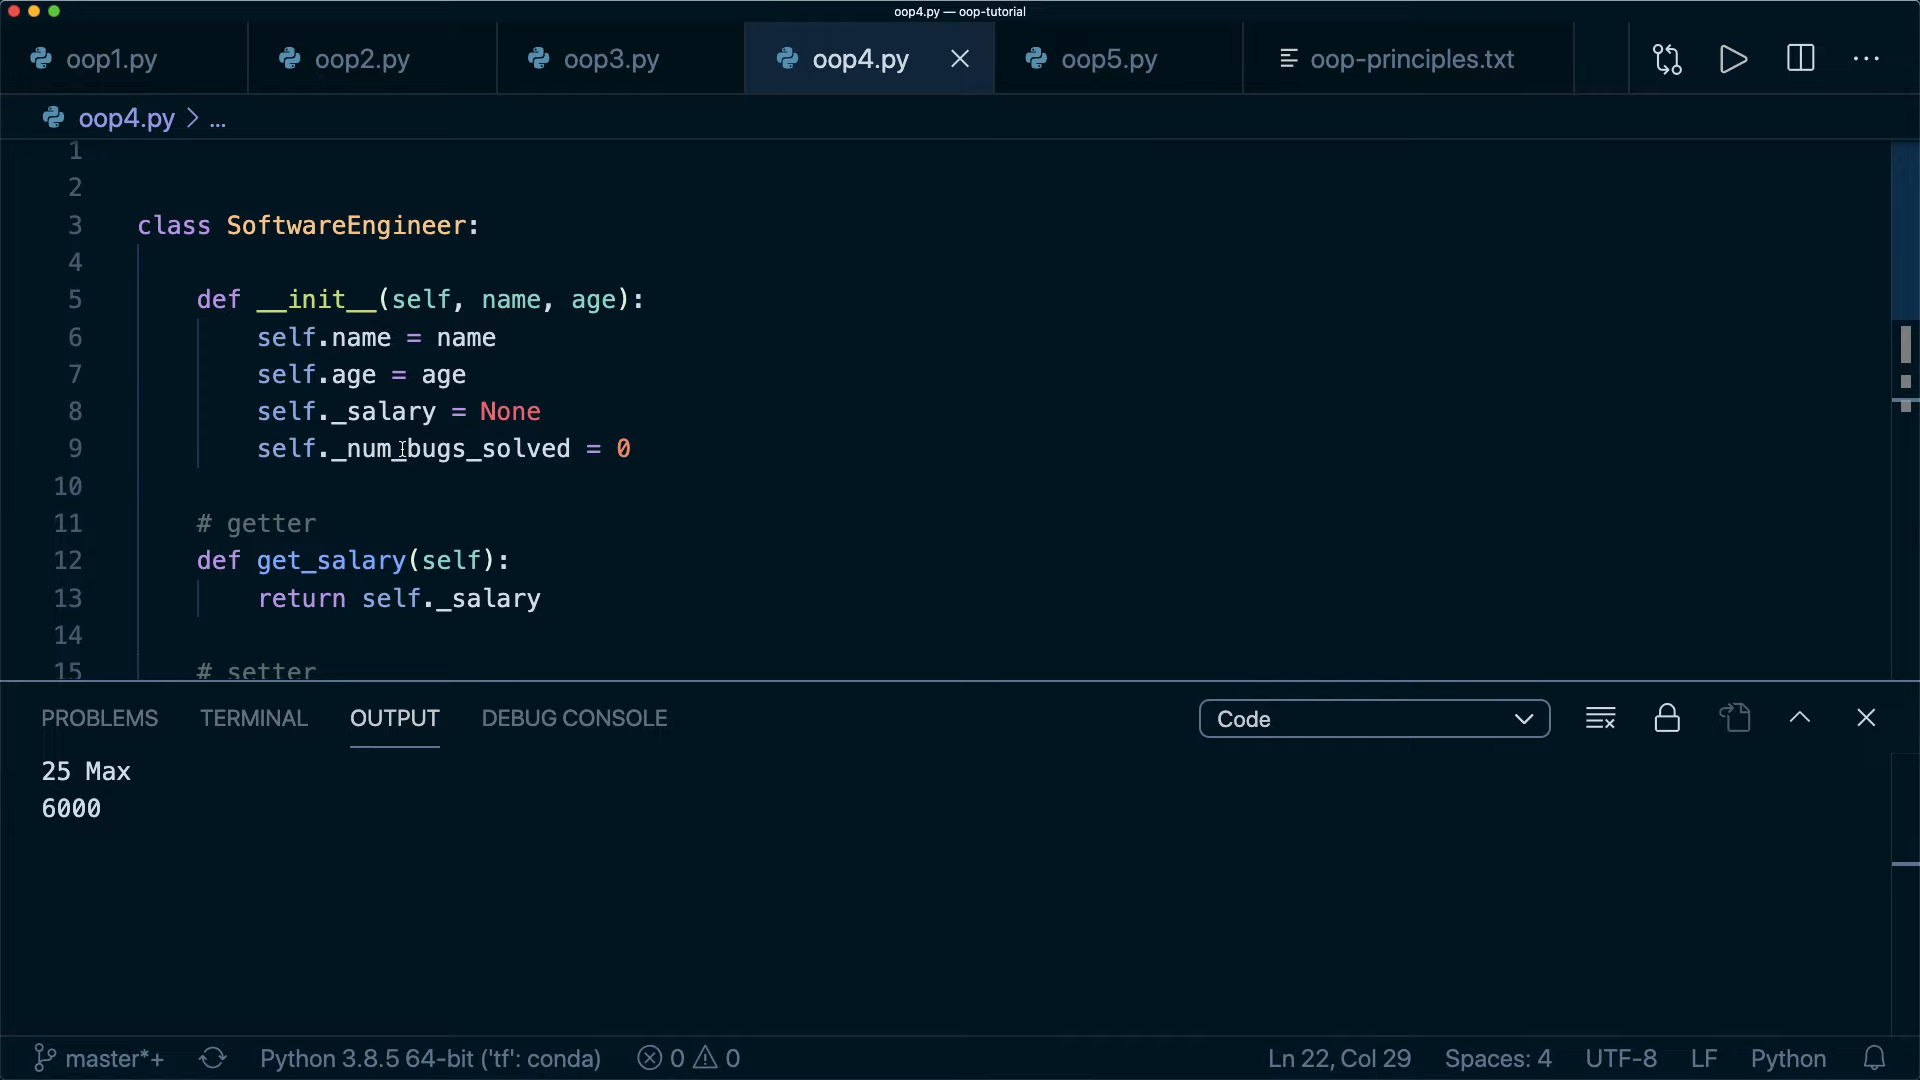 oop4.py — oop-tutorial
oop1.py oop2.py oop3.py oop4.py oop5.py oop-principles.txt
oop4.py > ...
1
2
3 class SoftwareEngineer:
4
5 def __init__(self, name, age):
6 self.name = name
7 self.age = age
8 self._salary = None
9 self._num_bugs_solved = 0
10
11 # getter
12 def get_salary(self):
13 return self._salary
14
15 # setter
PROBLEMS TERMINAL OUTPUT DEBUG CONSOLE Code
25 Max
6000
master*+ Python 3.8.5 64-bit ('tf': conda) 0 0 Ln 22, Col 29 Spaces: 4 UTF-8 LF Python